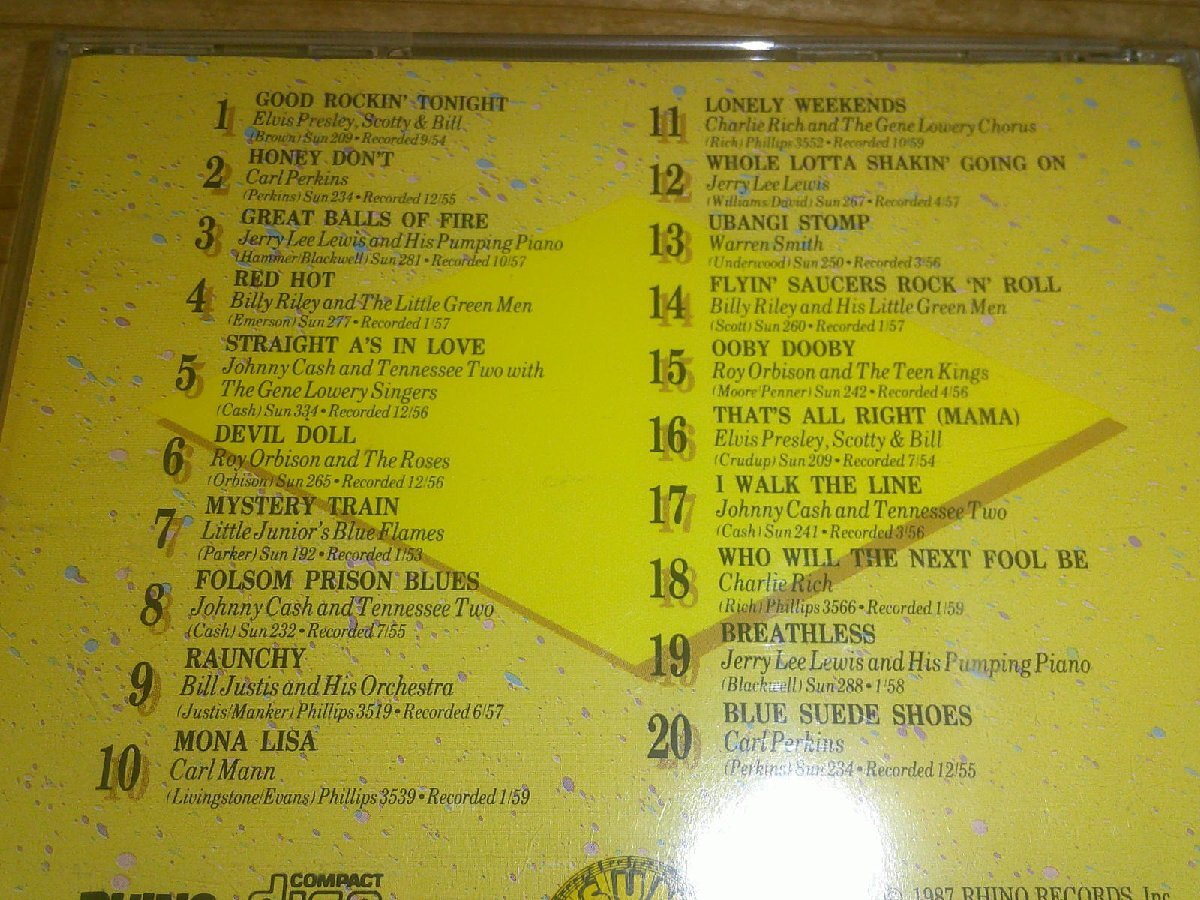 1
GOOD ROCKIN' TONIGHT
Elvis Presley, Scotty & Bill
(Brown) Sun 209 • Recorded 9/54
2
HONEY DON'T
Carl Perkins
(Perkins) Sun 234 • Recorded 12/55
3
GREAT BALLS OF FIRE
Jerry Lee Lewis and His Pumping Piano
(Hammer/Blackwell) Sun 281 • Recorded 10/57
4
RED HOT
Billy Riley and The Little Green Men
(Emerson) Sun 277 • Recorded 1/57
5
STRAIGHT A'S IN LOVE
Johnny Cash and Tennessee Two with
The Gene Lowery Singers
(Cash) Sun 334 • Recorded 12/56
6
DEVIL DOLL
Roy Orbison and The Roses
(Orbison) Sun 265 • Recorded 12/56
7
MYSTERY TRAIN
Little Junior's Blue Flames
(Parker) Sun 192 • Recorded 1/53
8
FOLSOM PRISON BLUES
Johnny Cash and Tennessee Two
(Cash) Sun 232 • Recorded 7/55
9
RAUNCHY
Bill Justis and His Orchestra
(Justis/Manker) Phillips 3519 • Recorded 6/57
10
MONA LISA
Carl Mann
(Livingstone/Evans) Phillips 3539 • Recorded 1/59
11
LONELY WEEKENDS
Charlie Rich and The Gene Lowery Chorus
(Rich) Phillips 3552 • Recorded 10/59
12
WHOLE LOTTA SHAKIN' GOING ON
Jerry Lee Lewis
(Williams/David) Sun 267 • Recorded 4/57
13
UBANGI STOMP
Warren Smith
(Underwood) Sun 250 • Recorded 3/56
14
FLYIN' SAUCERS ROCK 'N' ROLL
Billy Riley and His Little Green Men
(Scott) Sun 260 • Recorded 1/57
15
OOBY DOOBY
Roy Orbison and The Teen Kings
(Moore/Penner) Sun 242 • Recorded 4/56
16
THAT'S ALL RIGHT (MAMA)
Elvis Presley, Scotty & Bill
(Crudup) Sun 209 • Recorded 7/54
17
I WALK THE LINE
Johnny Cash and Tennessee Two
(Cash) Sun 241 • Recorded 3/56
18
WHO WILL THE NEXT FOOL BE
Charlie Rich
(Rich) Phillips 3566 • Recorded 1/59
19
BREATHLESS
Jerry Lee Lewis and His Pumping Piano
(Blackwell) Sun 288 • 1/58
20
BLUE SUEDE SHOES
Carl Perkins
(Perkins) Sun 234 • Recorded 12/55
RHINO
COMPACT
disc
© 1987 RHINO RECORDS, Inc.